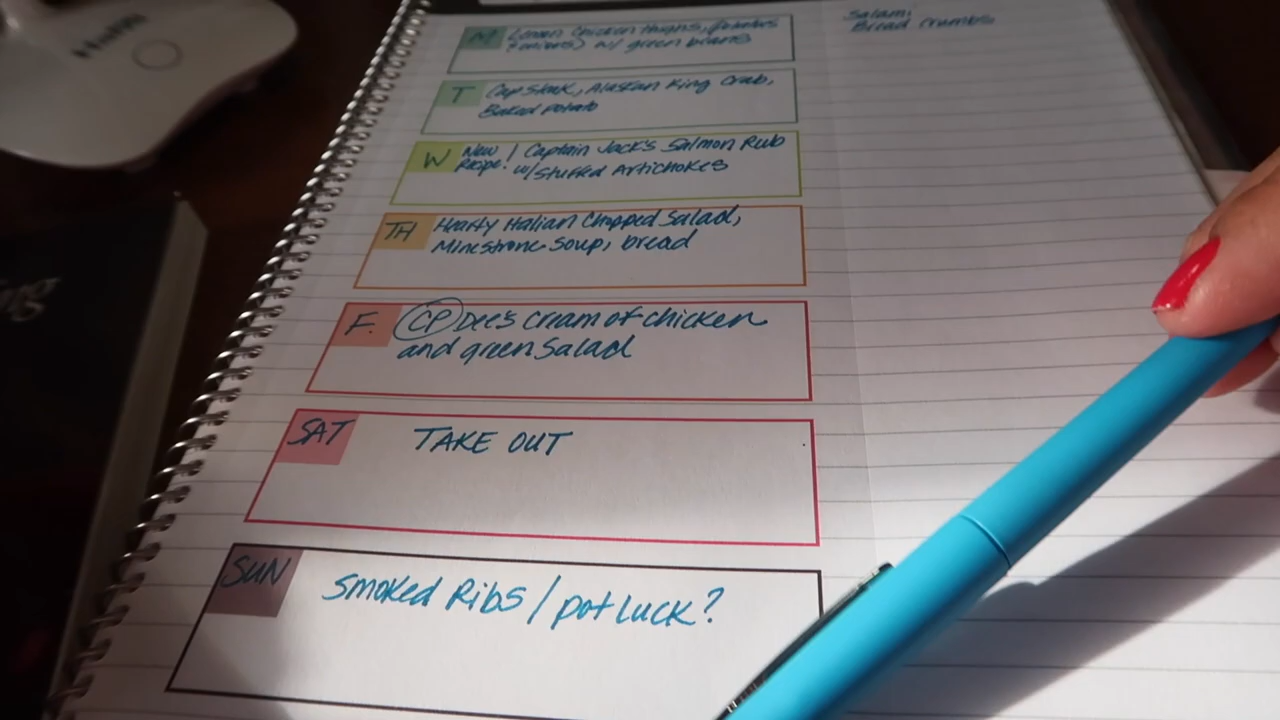 M
Lemon Chicken thighs, (potatoes
& onions) w/ green beans
T
Cap Steak, Alaskan King Crab,
Baked potato
W
New Recipe! / Captain Jack's Salmon Rub
w/ Stuffed Artichokes
TH
Hearty Italian Chopped Salad,
Minestrone Soup, bread
F.
CP Dee's cream of chicken
and green salad
SAT
TAKE OUT
SUN
Smoked Ribs / pot luck?
Salami
Bread crumbs